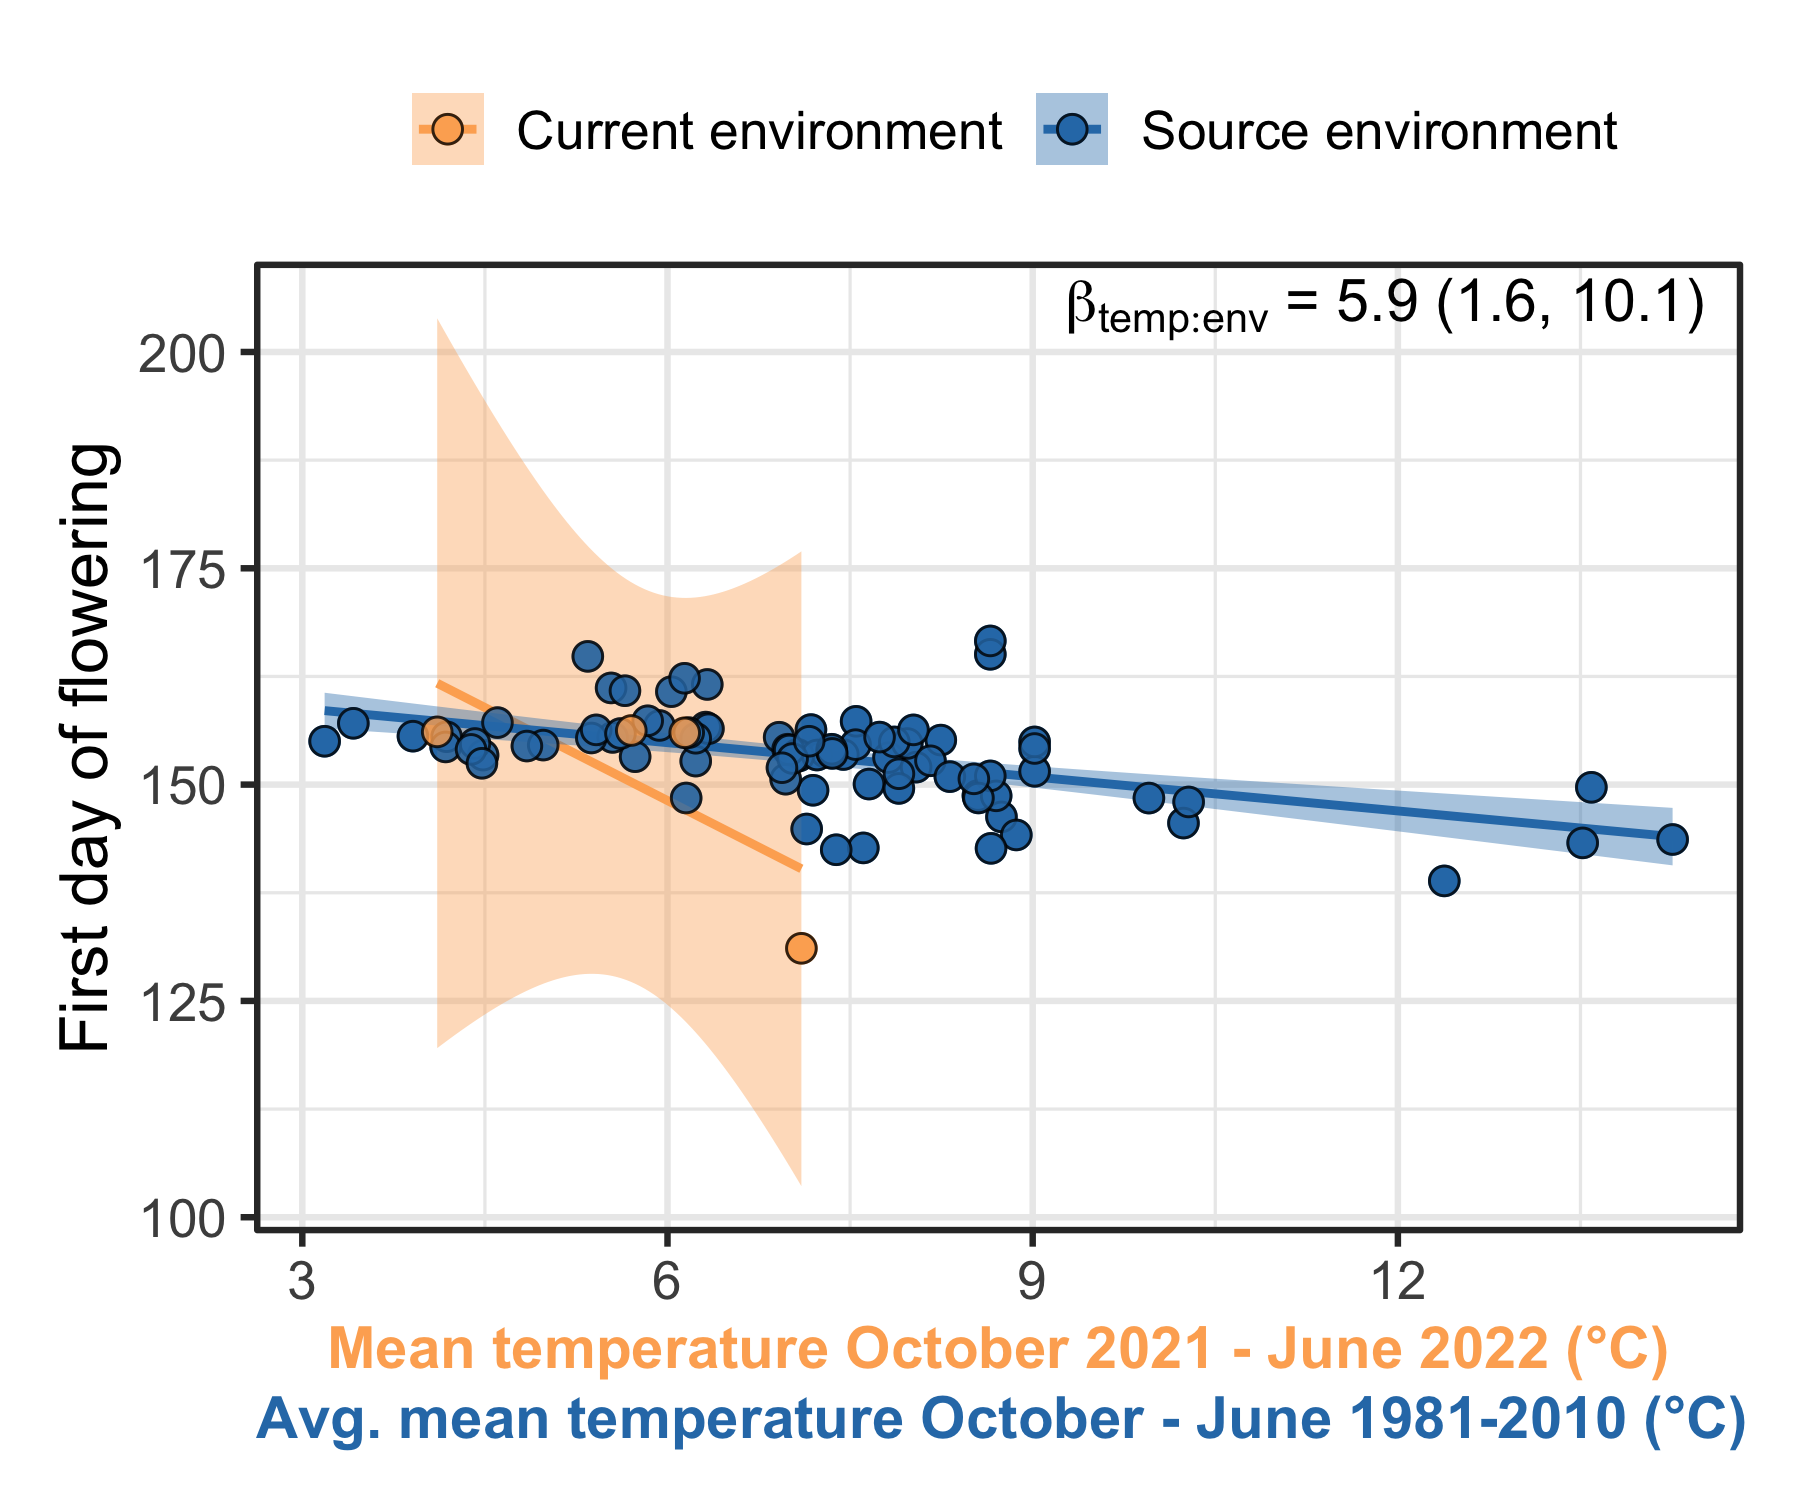 Current environment
Source environment
βtemp:env = 5.9 (1.6, 10.1)
First day of flowering
200
175
150
125
100
3
6
9
12
Mean temperature October 2021 - June 2022 (°C)
Avg. mean temperature October - June 1981-2010 (°C)